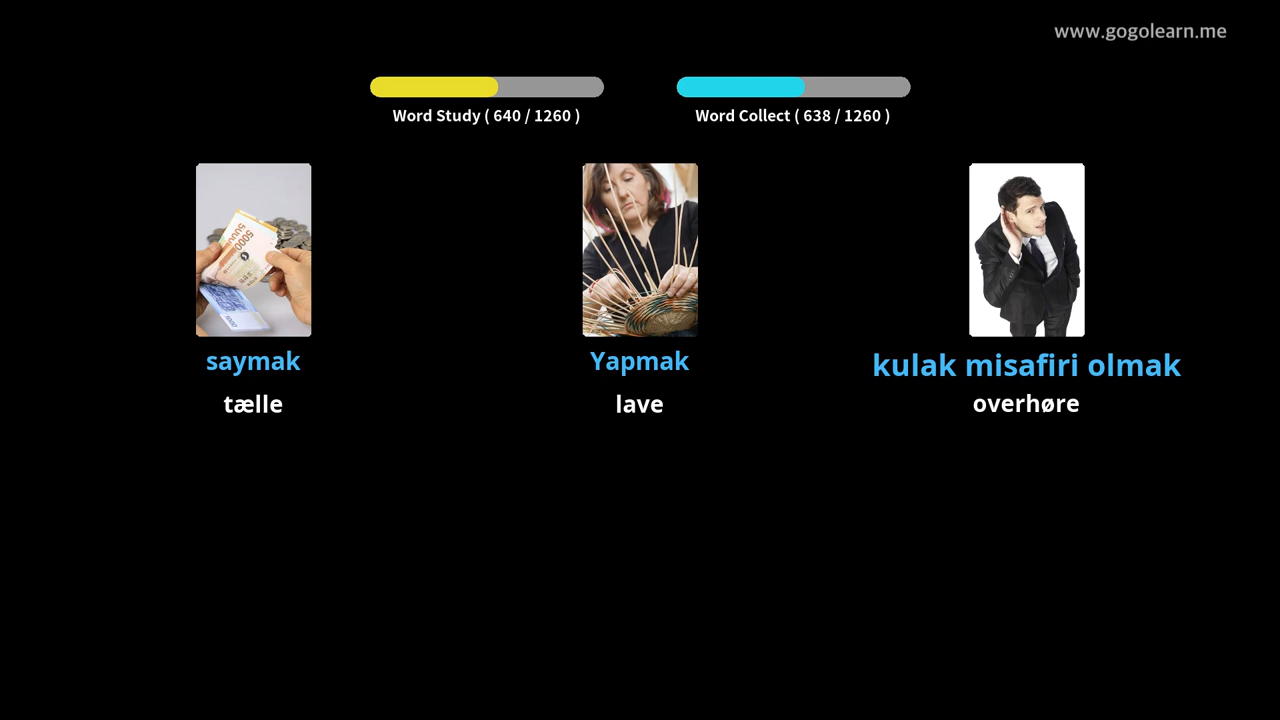 www.gogolearn.me
Word Study ( 640 / 1260 )
Word Collect ( 638 / 1260 )
saymak
Yapmak
kulak misafiri olmak
tælle
lave
overhøre